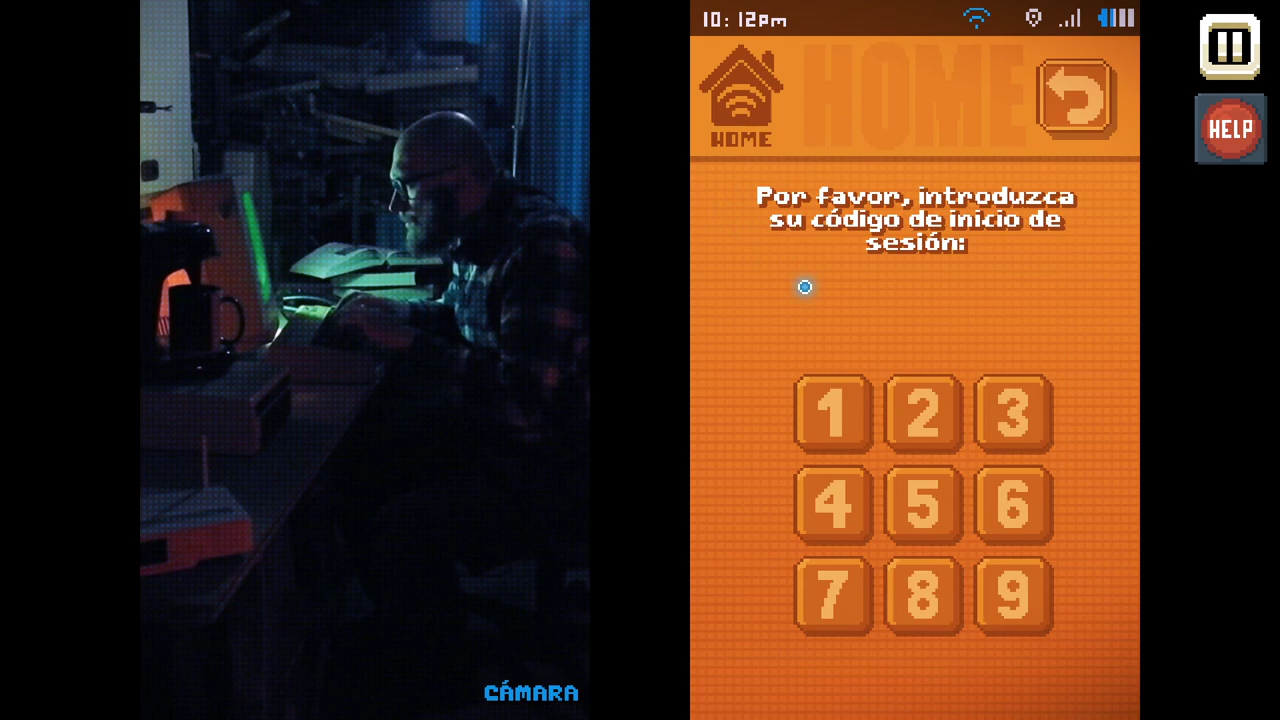 10: 12pm
HOME
HOME
HELP
Por favor, introduzca
su código de inicio de
sesión:
1 2 3
4 5 6
7 8 9
CÁMARA